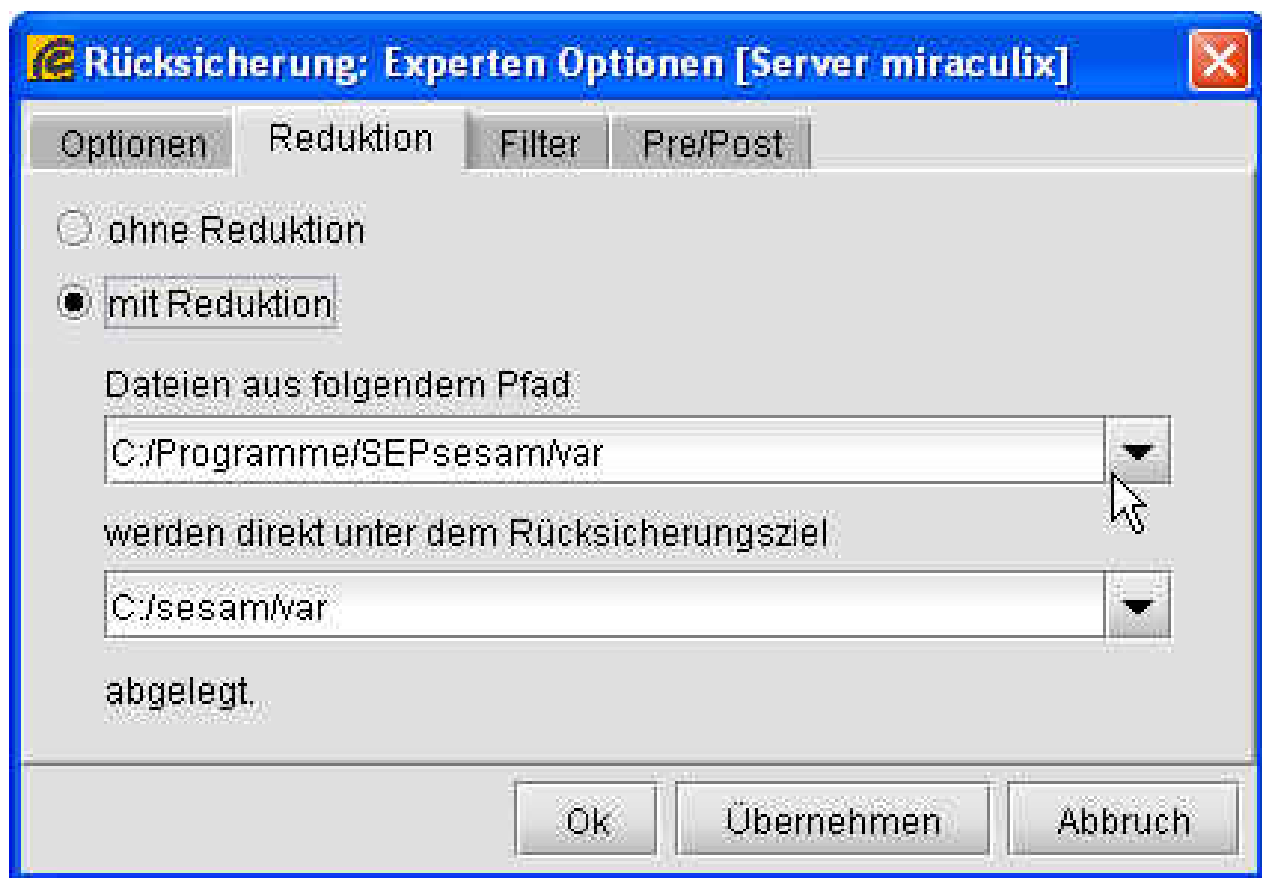 Rücksicherung: Experten Optionen [Server miraculix]
Optionen Reduktion Filter Pre/Post
ohne Reduktion
mit Reduktion
Dateien aus folgendem Pfad
C:/Programme/SEPsesam/var
werden direkt unter dem Rücksicherungsziel
C:/sesam/var
abgelegt.
Ok Übernehmen Abbruch